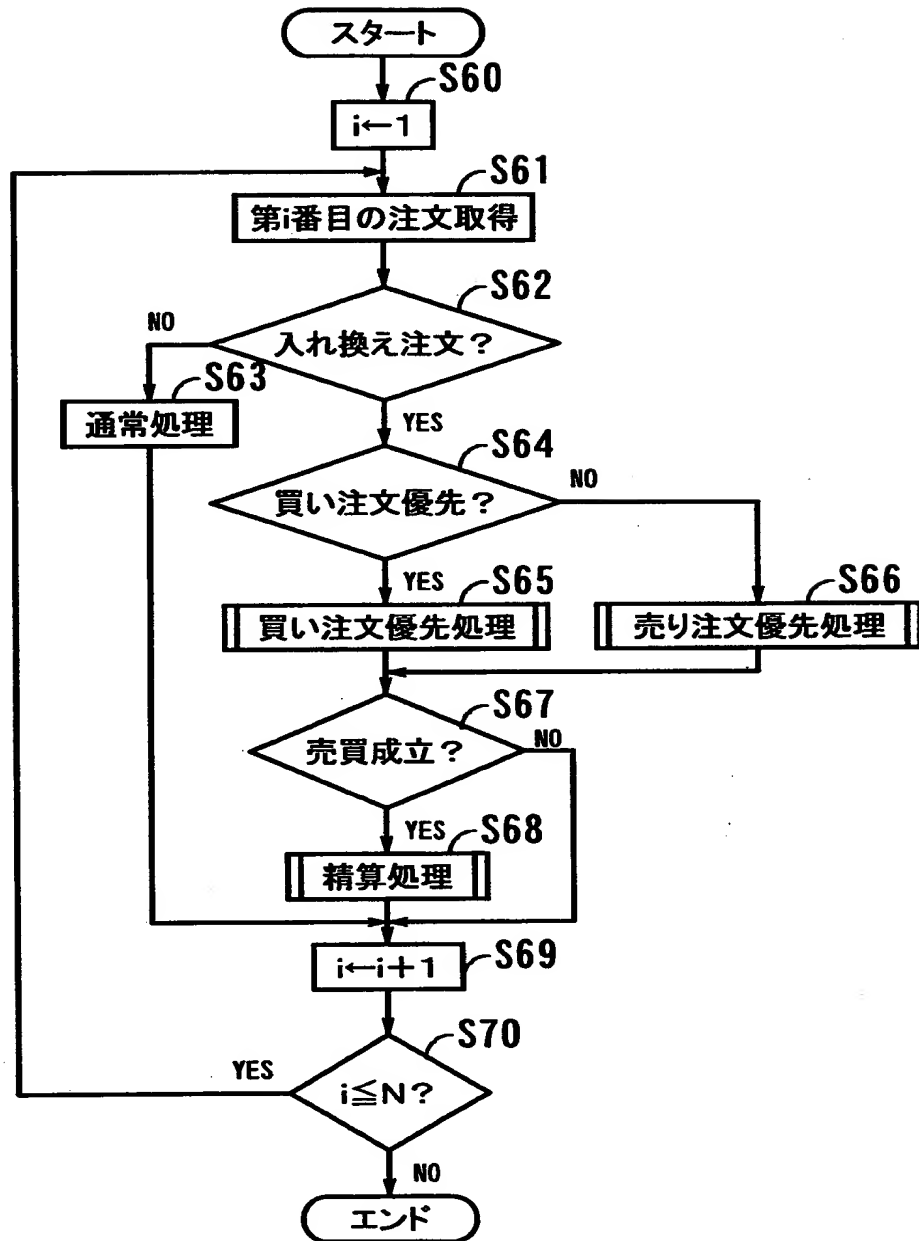 スタート
S60
i←1
S61
第i番目の注文取得
S62
入れ換え注文？
NO
YES
S63
通常処理
S64
買い注文優先？
NO
YES
S65
買い注文優先処理
S66
売り注文優先処理
S67
売買成立？
NO
YES
S68
精算処理
S69
i←i＋1
S70
i≦N？
YES
NO
エンド